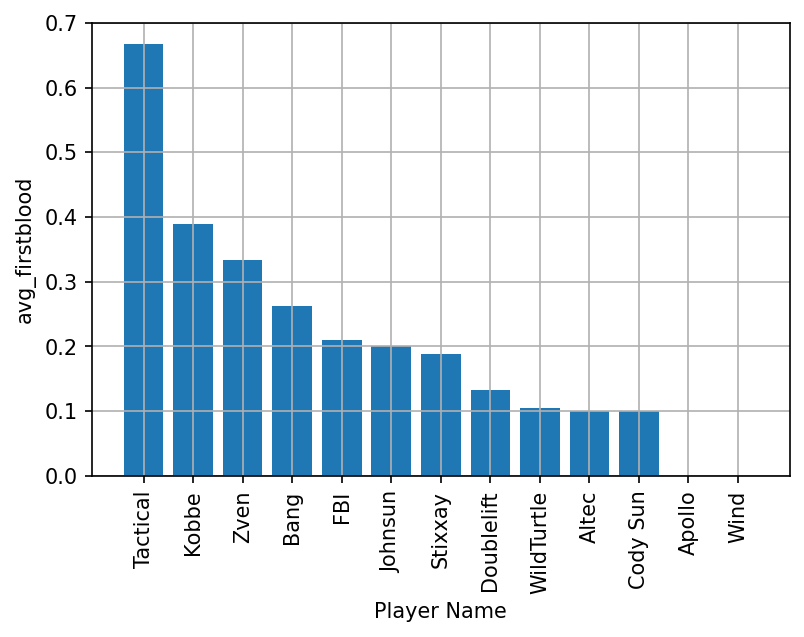 0.7
0.6
0.5
0.4
0.3
0.2
0.1
0.0
avg_firstblood
Tactical
Kobbe
Zven
Bang
FBI
Johnsun
Stixxay
Doublelift
WildTurtle
Altec
Cody Sun
Apollo
Wind
Player Name